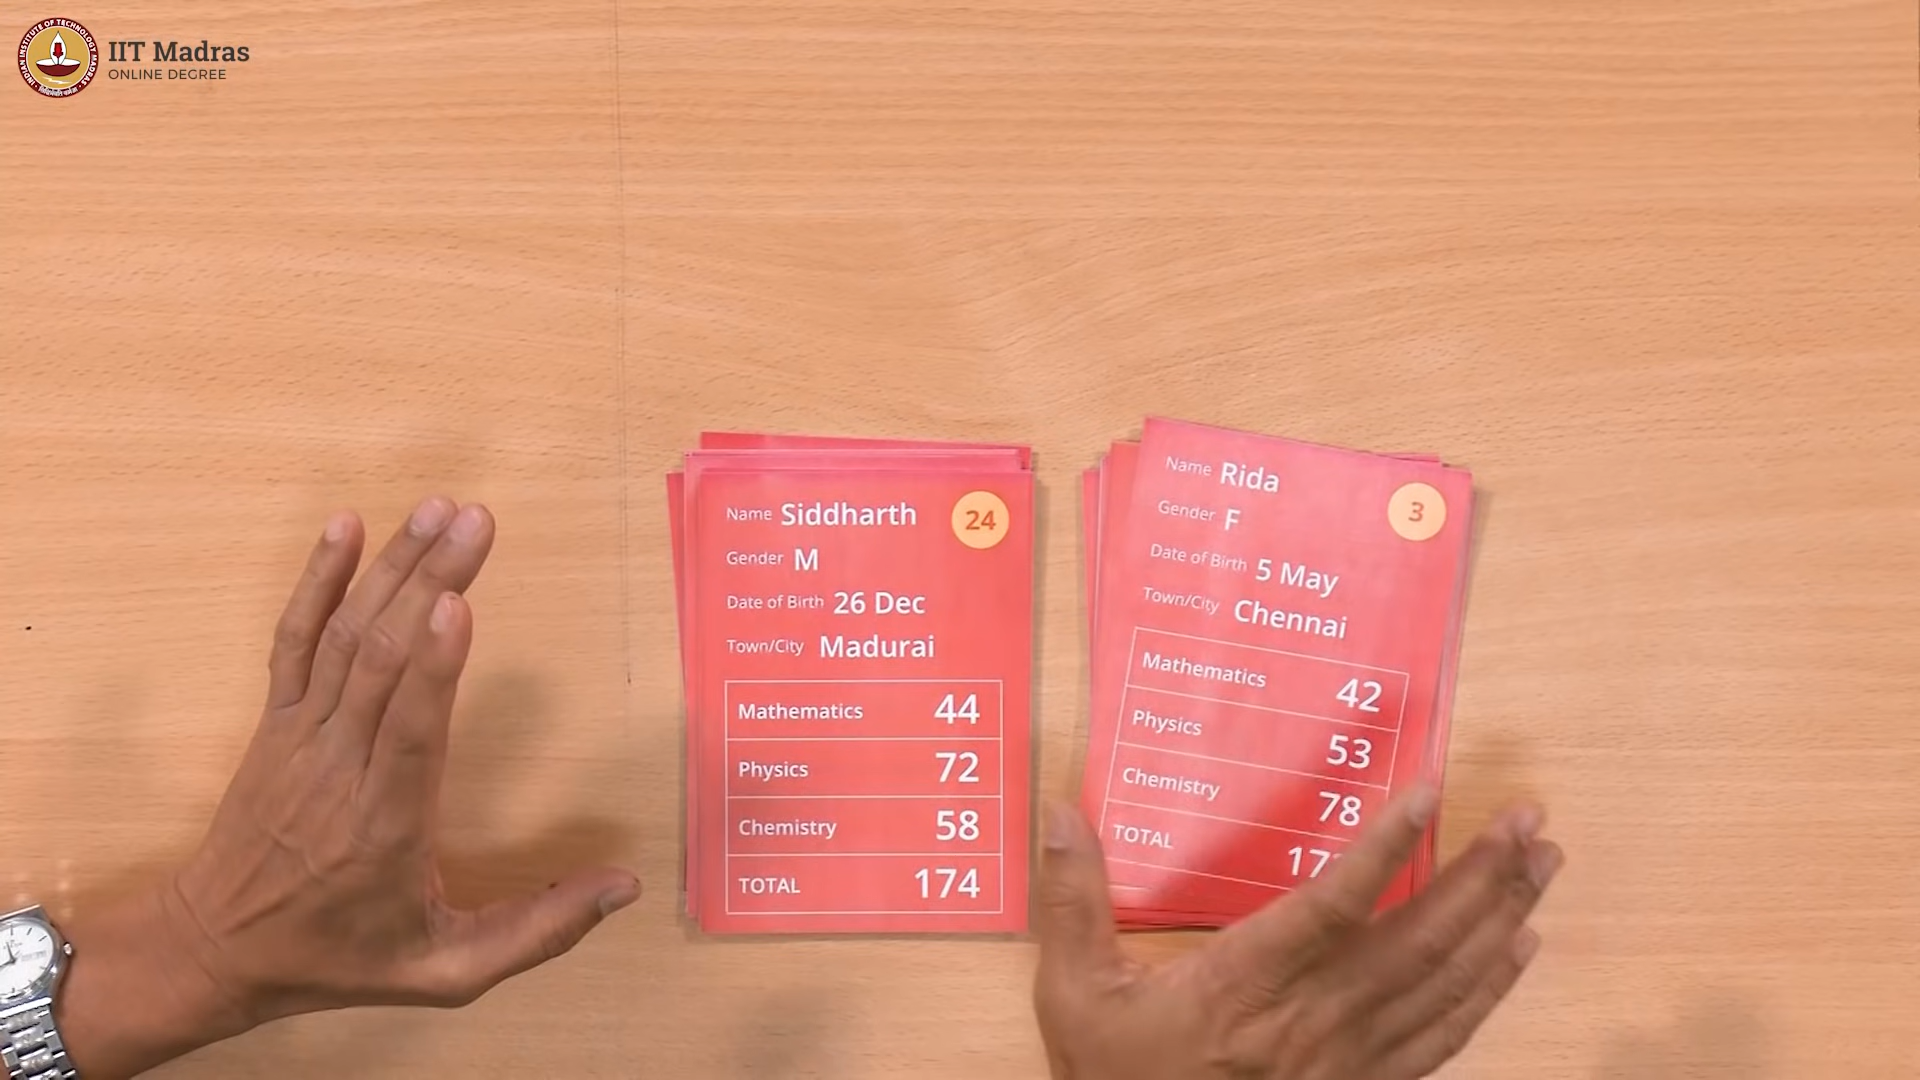 IIT Madras
ONLINE DEGREE
Name Siddharth
24
Gender M
Date of Birth 26 Dec
Town/City Madurai
Mathematics 44
Physics 72
Chemistry 58
TOTAL 174
Name Rida
3
Gender F
Date of Birth 5 May
Town/City Chennai
Mathematics 42
Physics 53
Chemistry 78
TOTAL